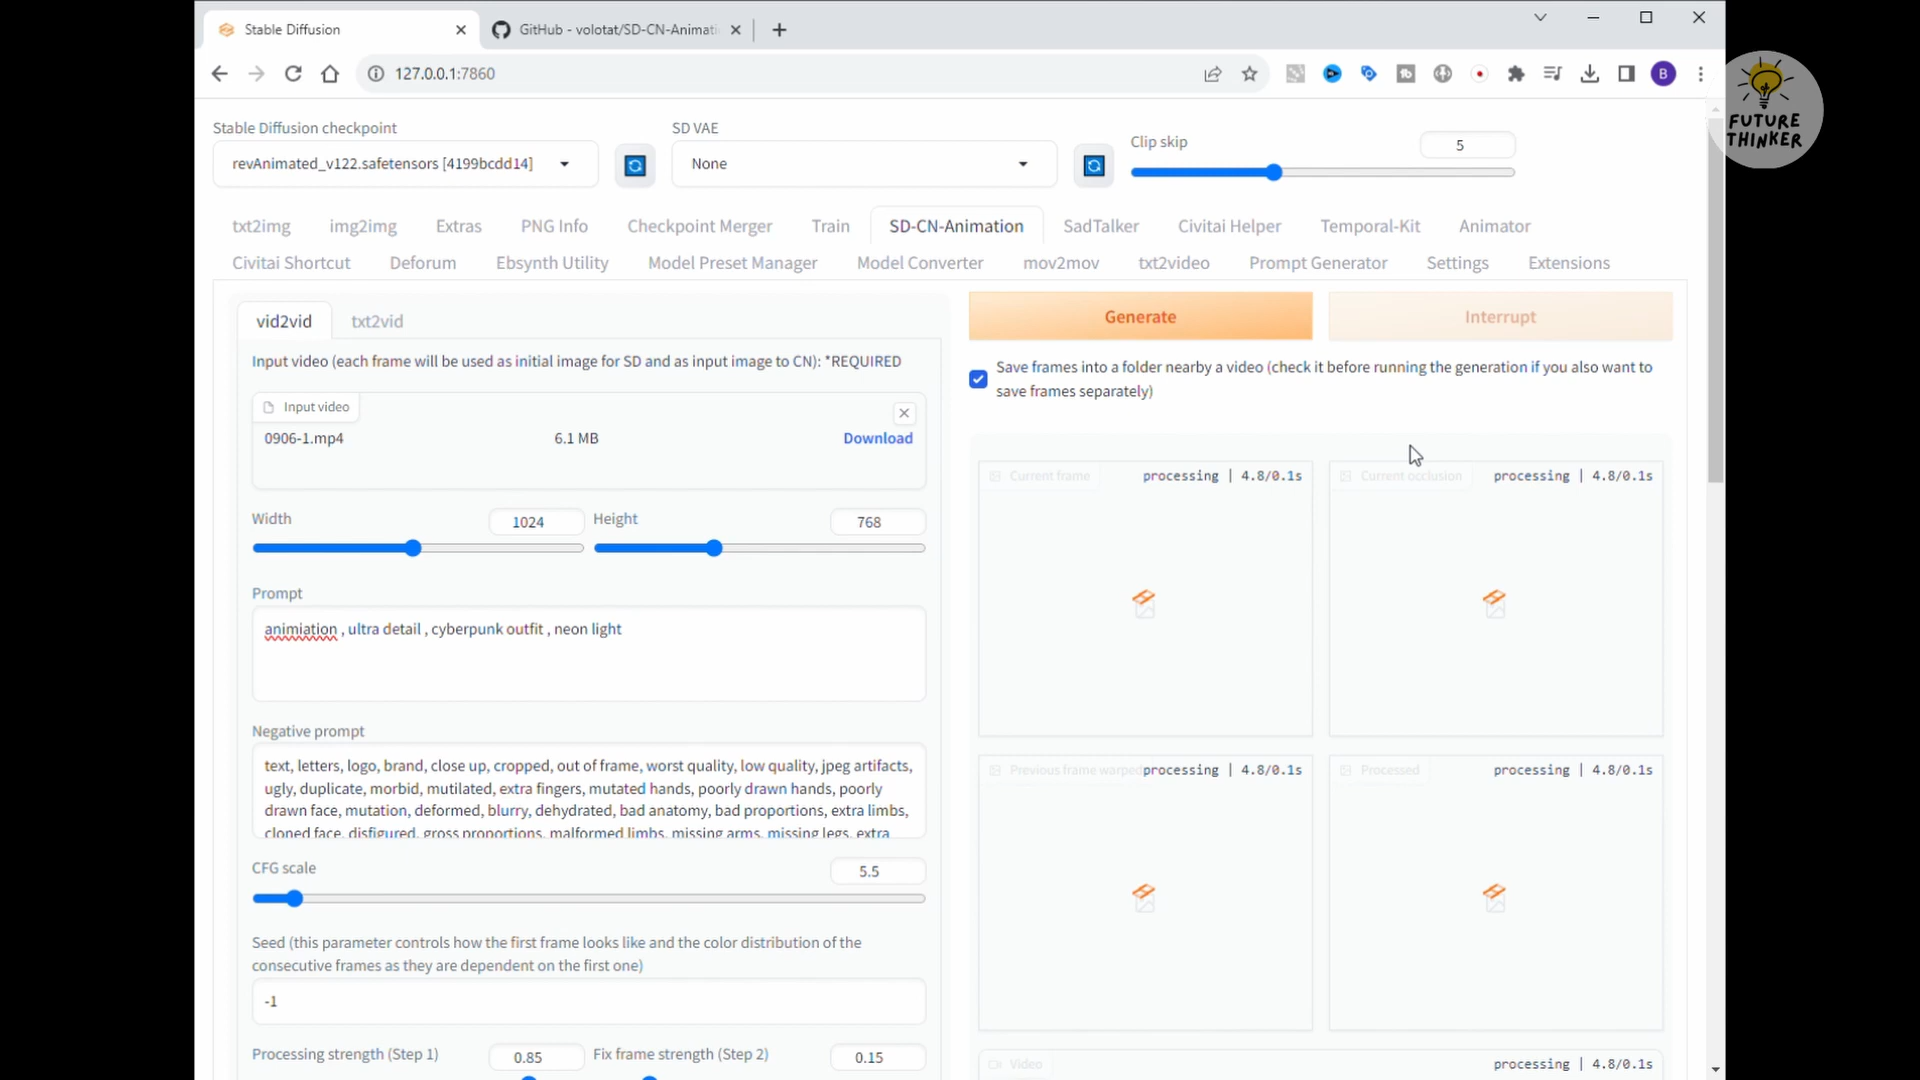 Stable Diffusion
GitHub - volotat/SD-CN-Animati
127.0.0.1:7860
B
FUTURE
THINKER
Stable Diffusion checkpoint
SD VAE
Clip skip
5
revAnimated_v122.safetensors [4199bcdd14]
None
txt2img
img2img
Extras
PNG Info
Checkpoint Merger
Train
SD-CN-Animation
SadTalker
Civitai Helper
Temporal-Kit
Animator
Civitai Shortcut
Deforum
Ebsynth Utility
Model Preset Manager
Model Converter
mov2mov
txt2video
Prompt Generator
Settings
Extensions
vid2vid
txt2vid
Input video (each frame will be used as initial image for SD and as input image to CN): *REQUIRED
Input video
0906-1.mp4
6.1 MB
Download
Width
1024
Height
768
Prompt
animiation , ultra detail , cyberpunk outfit , neon light
Negative prompt
text, letters, logo, brand, close up, cropped, out of frame, worst quality, low quality, jpeg artifacts,
ugly, duplicate, morbid, mutilated, extra fingers, mutated hands, poorly drawn hands, poorly
drawn face, mutation, deformed, blurry, dehydrated, bad anatomy, bad proportions, extra limbs,
cloned face, disfigured, gross proportions, malformed limbs, missing arms, missing legs, extra
CFG scale
5.5
Seed (this parameter controls how the first frame looks like and the color distribution of the
consecutive frames as they are dependent on the first one)
-1
Processing strength (Step 1)
0.85
Fix frame strength (Step 2)
0.15
Generate
Interrupt
Save frames into a folder nearby a video (check it before running the generation if you also want to
save frames separately)
Current frame
processing | 4.8/0.1s
Current occlusion
processing | 4.8/0.1s
Previous frame warped
processing | 4.8/0.1s
Processed
processing | 4.8/0.1s
Video
processing | 4.8/0.1s